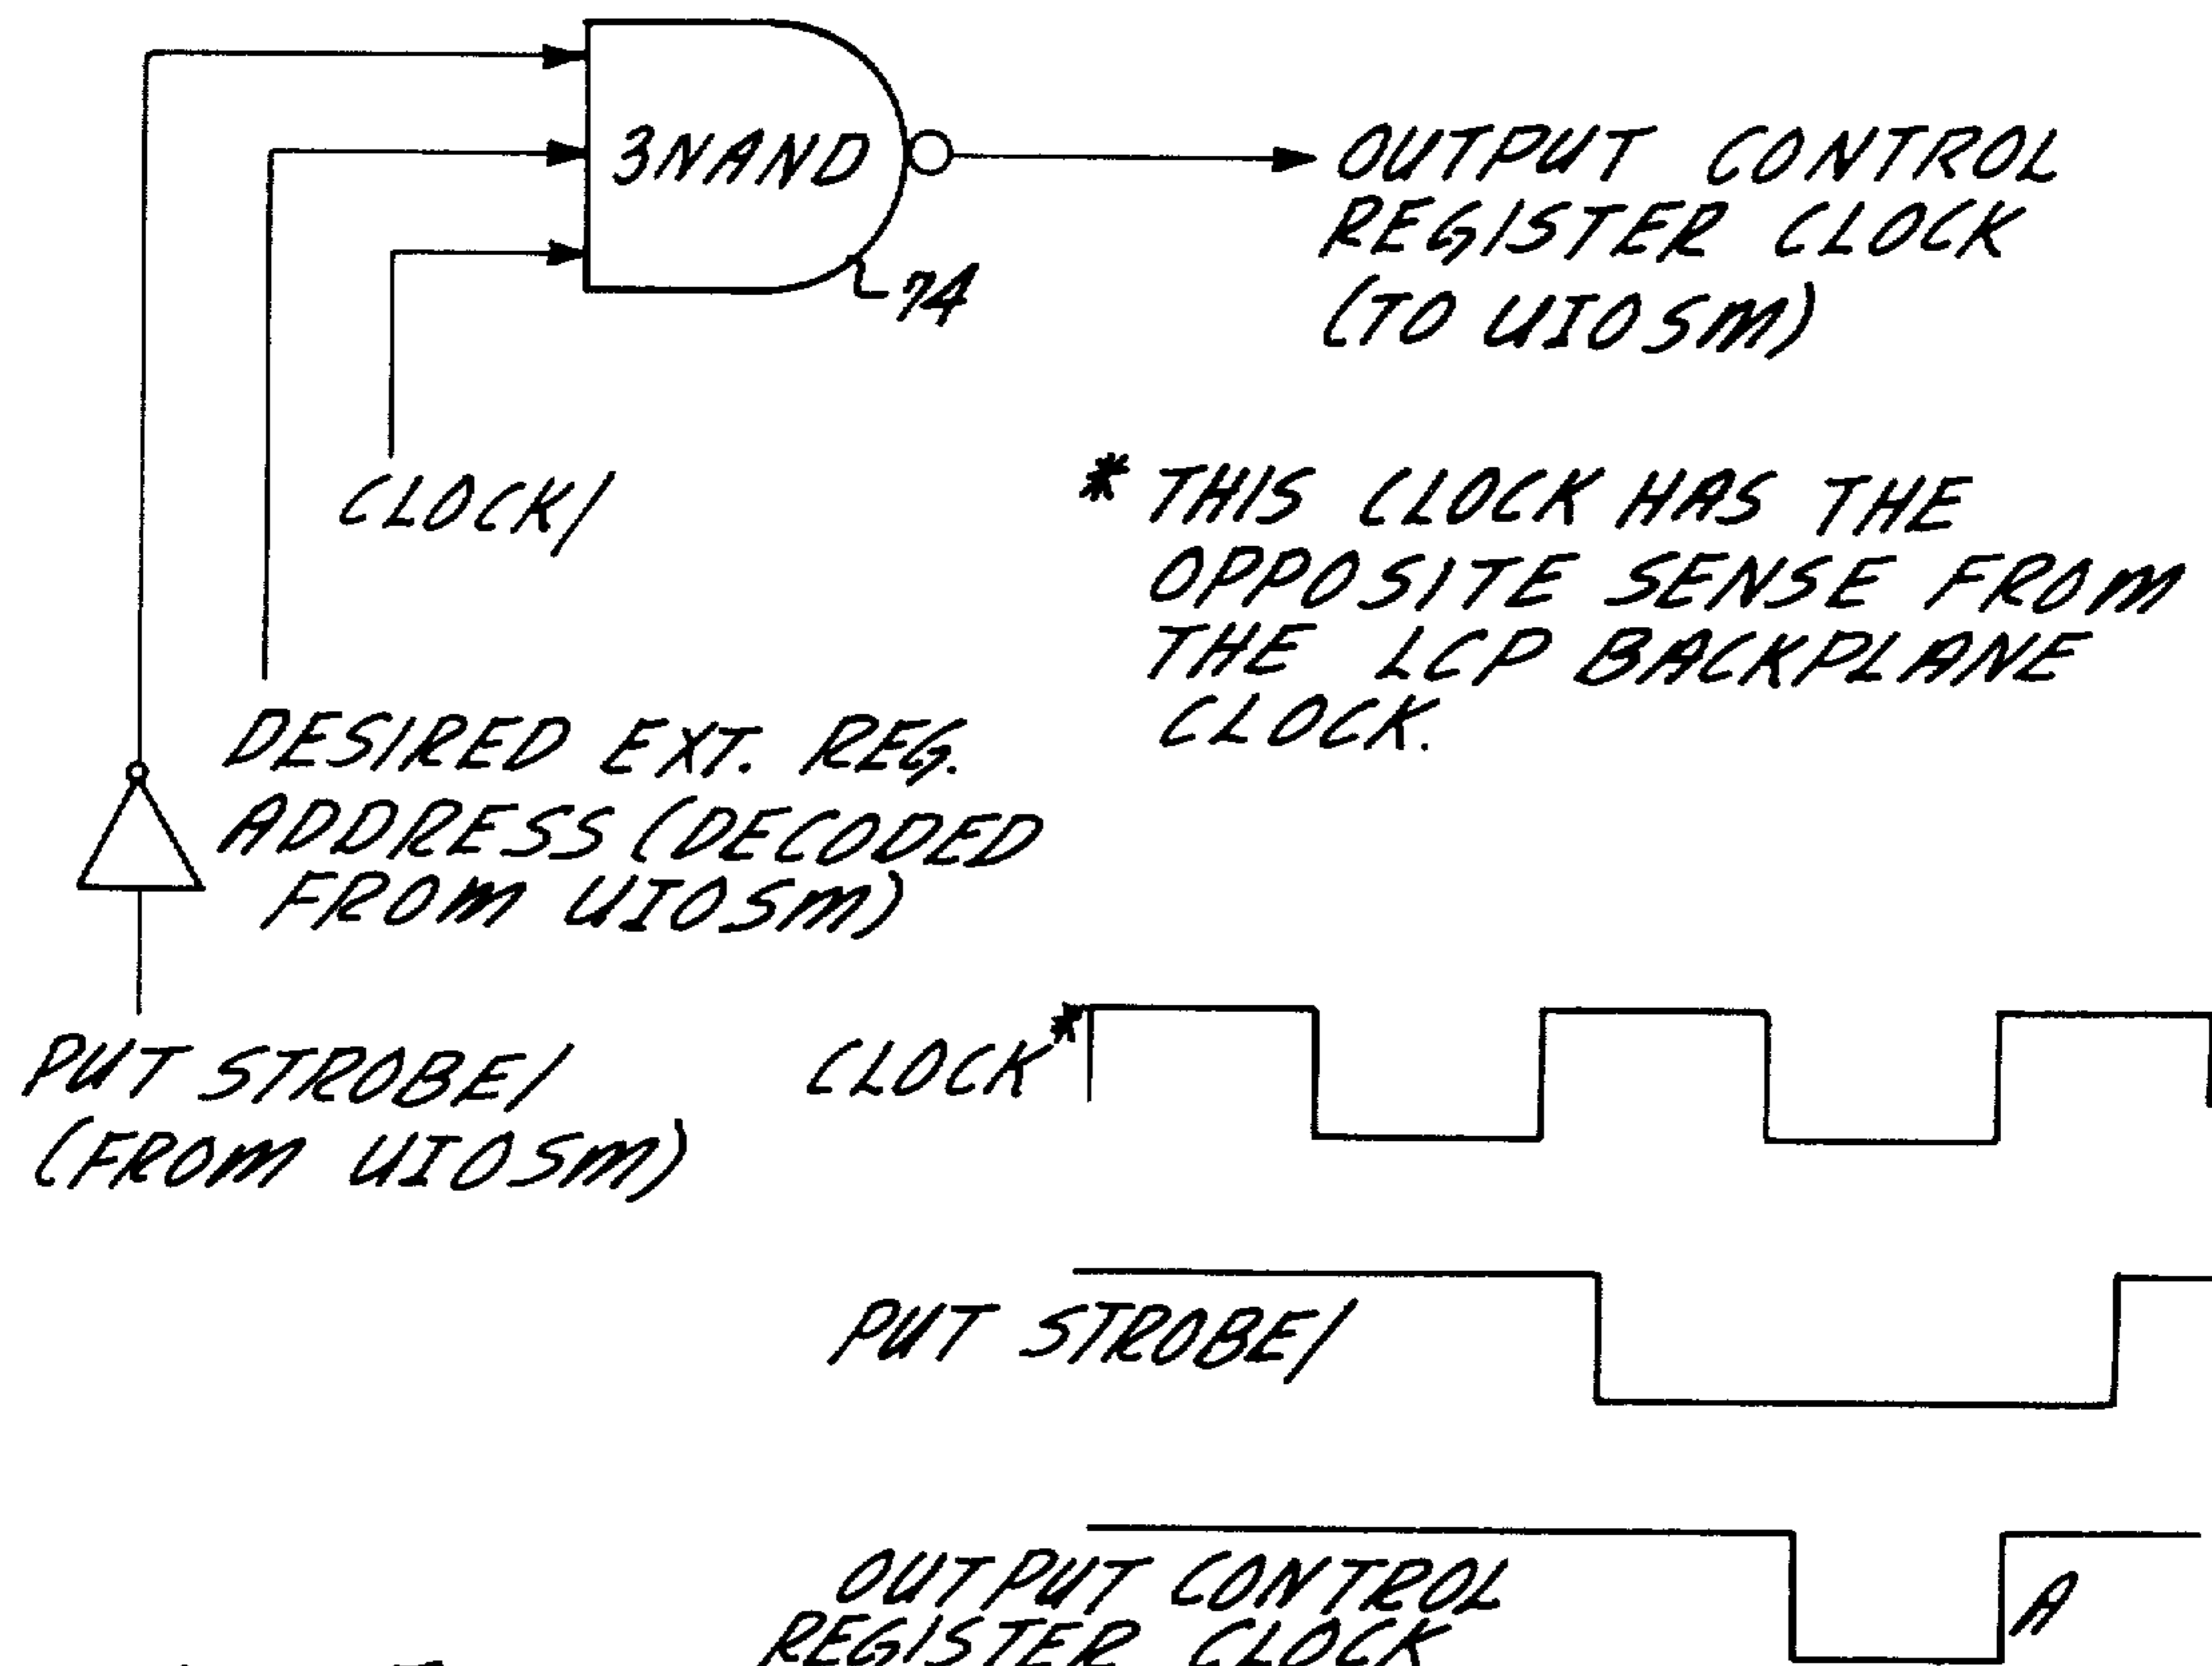 3NAND
74
OUTPUT CONTROL
REGISTER CLOCK
(TO UIOSM)
CLOCK/
* THIS CLOCK HAS THE
OPPOSITE SENSE FROM
THE LCP BACKPLANE
CLOCK.
DESIRED EXT. REG.
ADDRESS (DECODED
FROM UIOSM)
PUT STROBE/
(FROM UIOSM)
CLOCK*
PUT STROBE/
OUTPUT CONTROL
REGISTER CLOCK
A